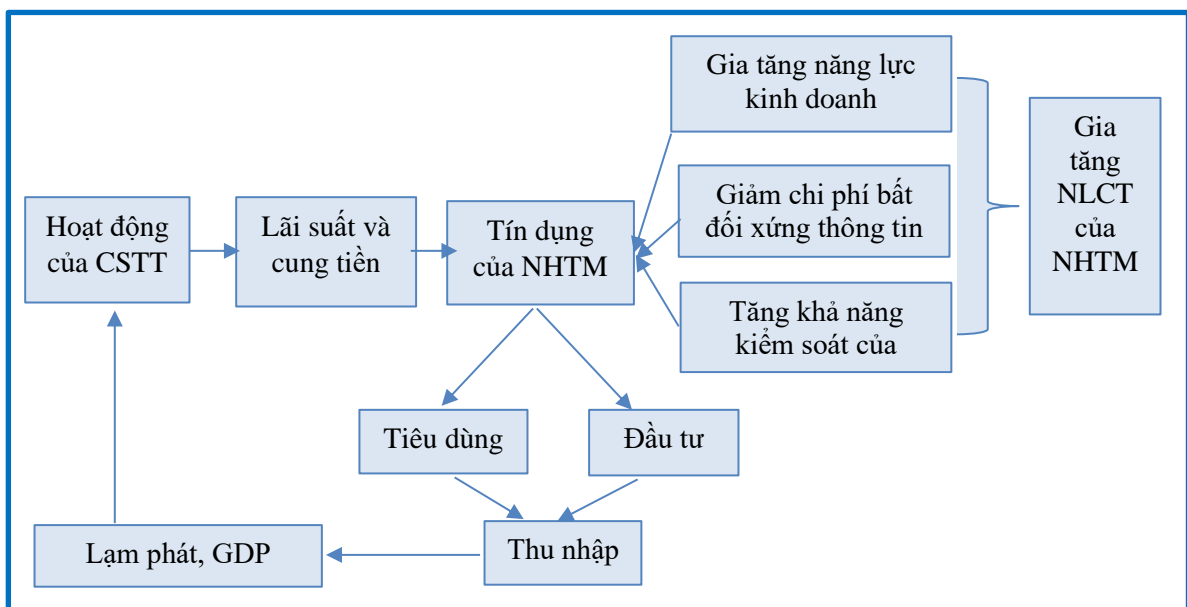 Gia tăng năng lực
kinh doanh
Gia
tăng
NLCT
của
NHTM
Giảm chi phí bất
đối xứng thông tin
Hoạt động
của CSTT
Lãi suất và
cung tiền
Tín dụng
của NHTM
Tăng khả năng
kiểm soát của
Tiêu dùng
Đầu tư
Lạm phát, GDP
Thu nhập